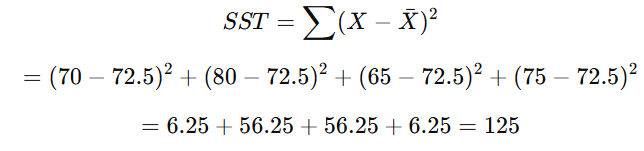 SST = ∑(X − X̄)²
= (70 − 72.5)² + (80 − 72.5)² + (65 − 72.5)² + (75 − 72.5)²
= 6.25 + 56.25 + 56.25 + 6.25 = 125